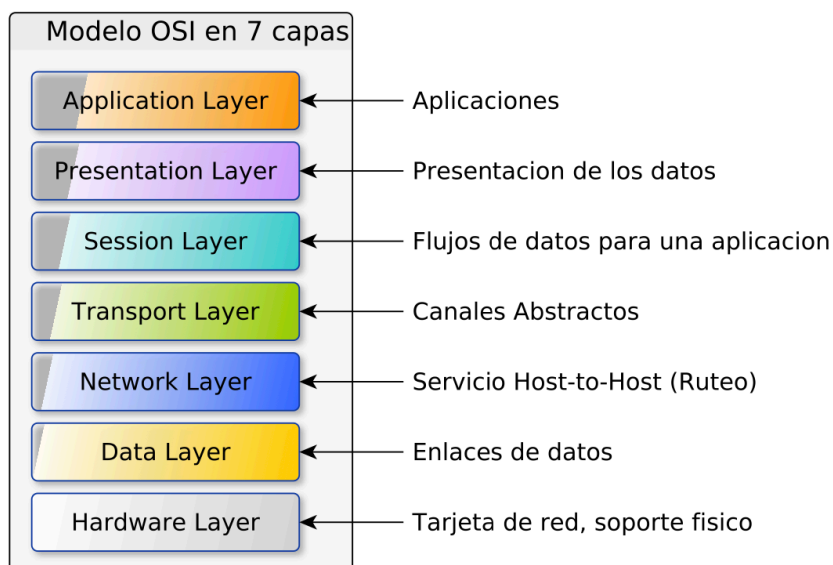 Modelo OSI en 7 capas
Application Layer
Aplicaciones
Presentation Layer
Presentacion de los datos
Session Layer
Flujos de datos para una aplicacion
Transport Layer
Canales Abstractos
Network Layer
Servicio Host-to-Host (Ruteo)
Data Layer
Enlaces de datos
Hardware Layer
Tarjeta de red, soporte fisico